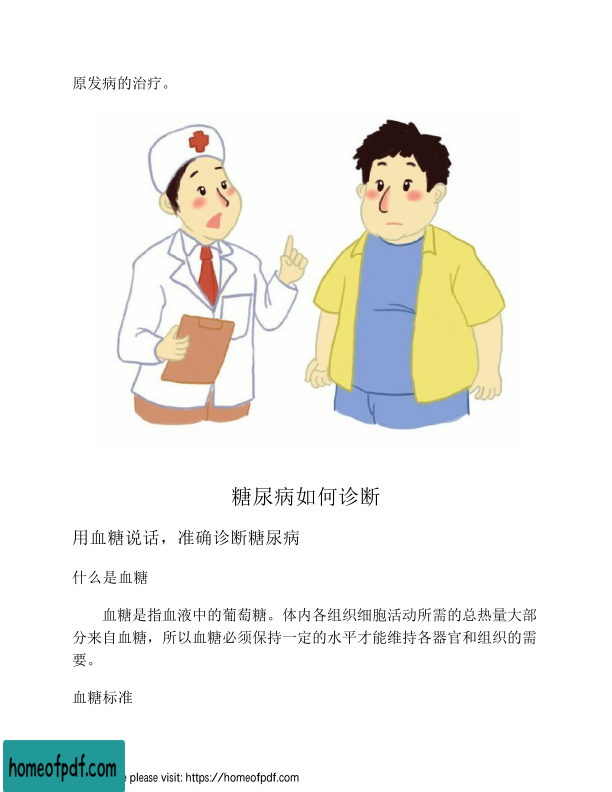 原发病的治疗。
糖尿病如何诊断
用血糖说话，准确诊断糖尿病
什么是血糖
血糖是指血液中的葡萄糖。体内各组织细胞活动所需的总热量大部
分来自血糖，所以血糖必须保持一定的水平才能维持各器官和组织的需
要。
血糖标准
homeofpdf.com
please visit: https://homeofpdf.com